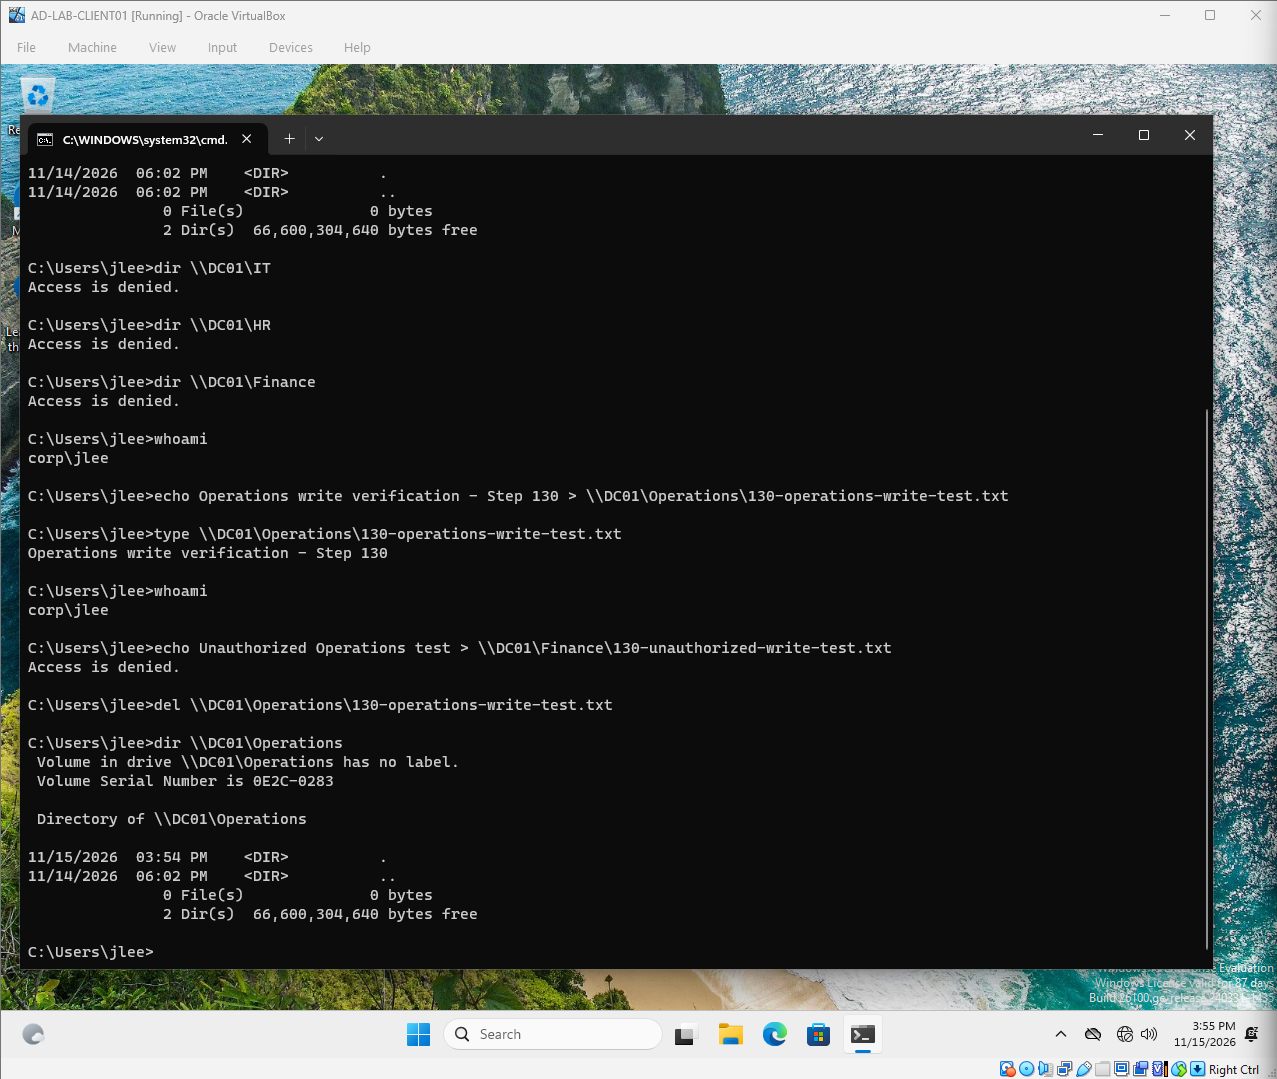 AD-LAB-CLIENT01 [Running] - Oracle VirtualBox
File Machine View Input Devices Help
C:\WINDOWS\system32\cmd.
11/14/2026  06:02 PM    <DIR>          .
11/14/2026  06:02 PM    <DIR>          ..
               0 File(s)              0 bytes
               2 Dir(s)  66,600,304,640 bytes free
C:\Users\jlee>dir \\DC01\IT
Access is denied.
C:\Users\jlee>dir \\DC01\HR
Access is denied.
C:\Users\jlee>dir \\DC01\Finance
Access is denied.
C:\Users\jlee>whoami
corp\jlee
C:\Users\jlee>echo Operations write verification - Step 130 > \\DC01\Operations\130-operations-write-test.txt
C:\Users\jlee>type \\DC01\Operations\130-operations-write-test.txt
Operations write verification - Step 130
C:\Users\jlee>whoami
corp\jlee
C:\Users\jlee>echo Unauthorized Operations test > \\DC01\Finance\130-unauthorized-write-test.txt
Access is denied.
C:\Users\jlee>del \\DC01\Operations\130-operations-write-test.txt
C:\Users\jlee>dir \\DC01\Operations
 Volume in drive \\DC01\Operations has no label.
 Volume Serial Number is 0E2C-0283
 Directory of \\DC01\Operations
11/15/2026  03:54 PM    <DIR>          .
11/14/2026  06:02 PM    <DIR>          ..
               0 File(s)              0 bytes
               2 Dir(s)  66,600,304,640 bytes free
C:\Users\jlee>
Evaluation
Windows License valid for 87 days
Search
3:55 PM
11/15/2026
Right Ctrl